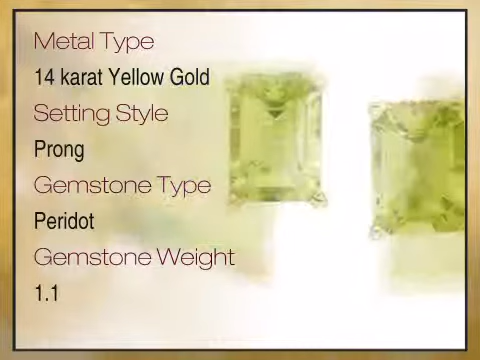 Metal Type
14 karat Yellow Gold
Setting Style
Prong
Gemstone Type
Peridot
Gemstone Weight
1.1